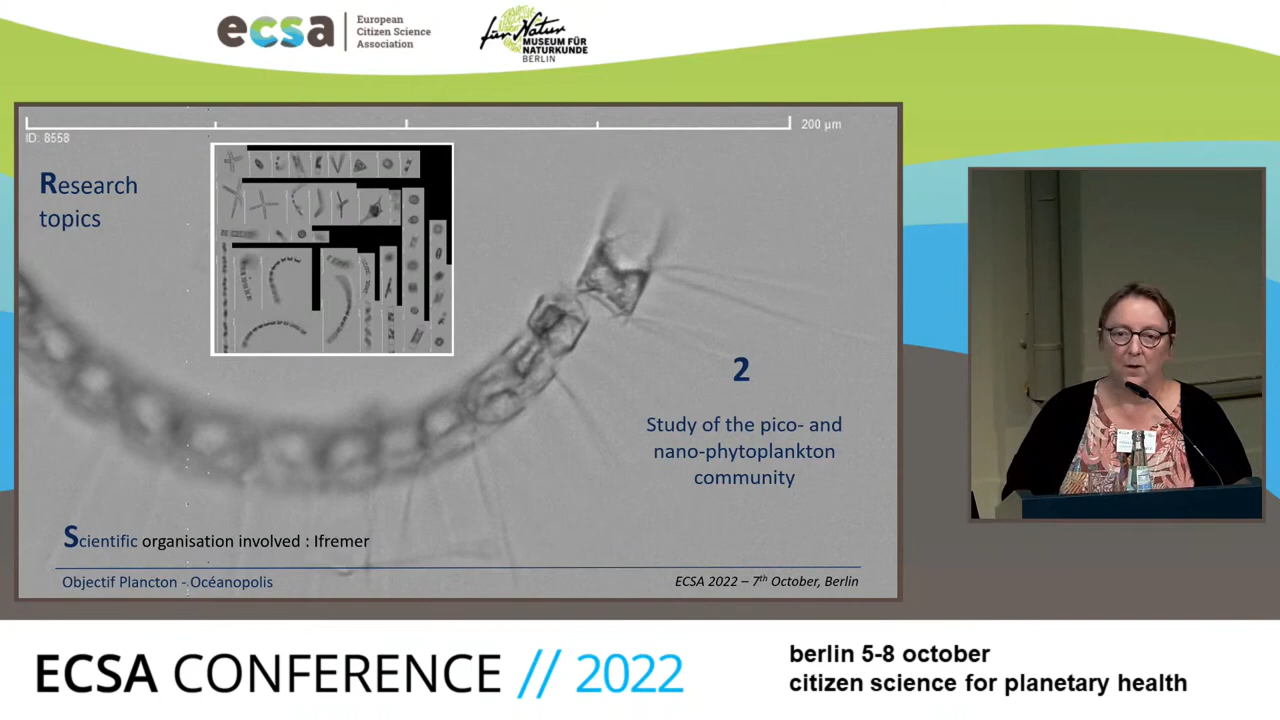 ecsa
European
Citizen Science
Association
für Natur
MUSEUM FÜR
NATURKUNDE
BERLIN
ID: 8558
200 µm
Research
topics
2
Study of the pico- and
nano-phytoplankton
community
Scientific organisation involved : Ifremer
Objectif Plancton - Océanopolis
ECSA 2022 – 7th October, Berlin
ECSA CONFERENCE // 2022
berlin 5-8 october
citizen science for planetary health